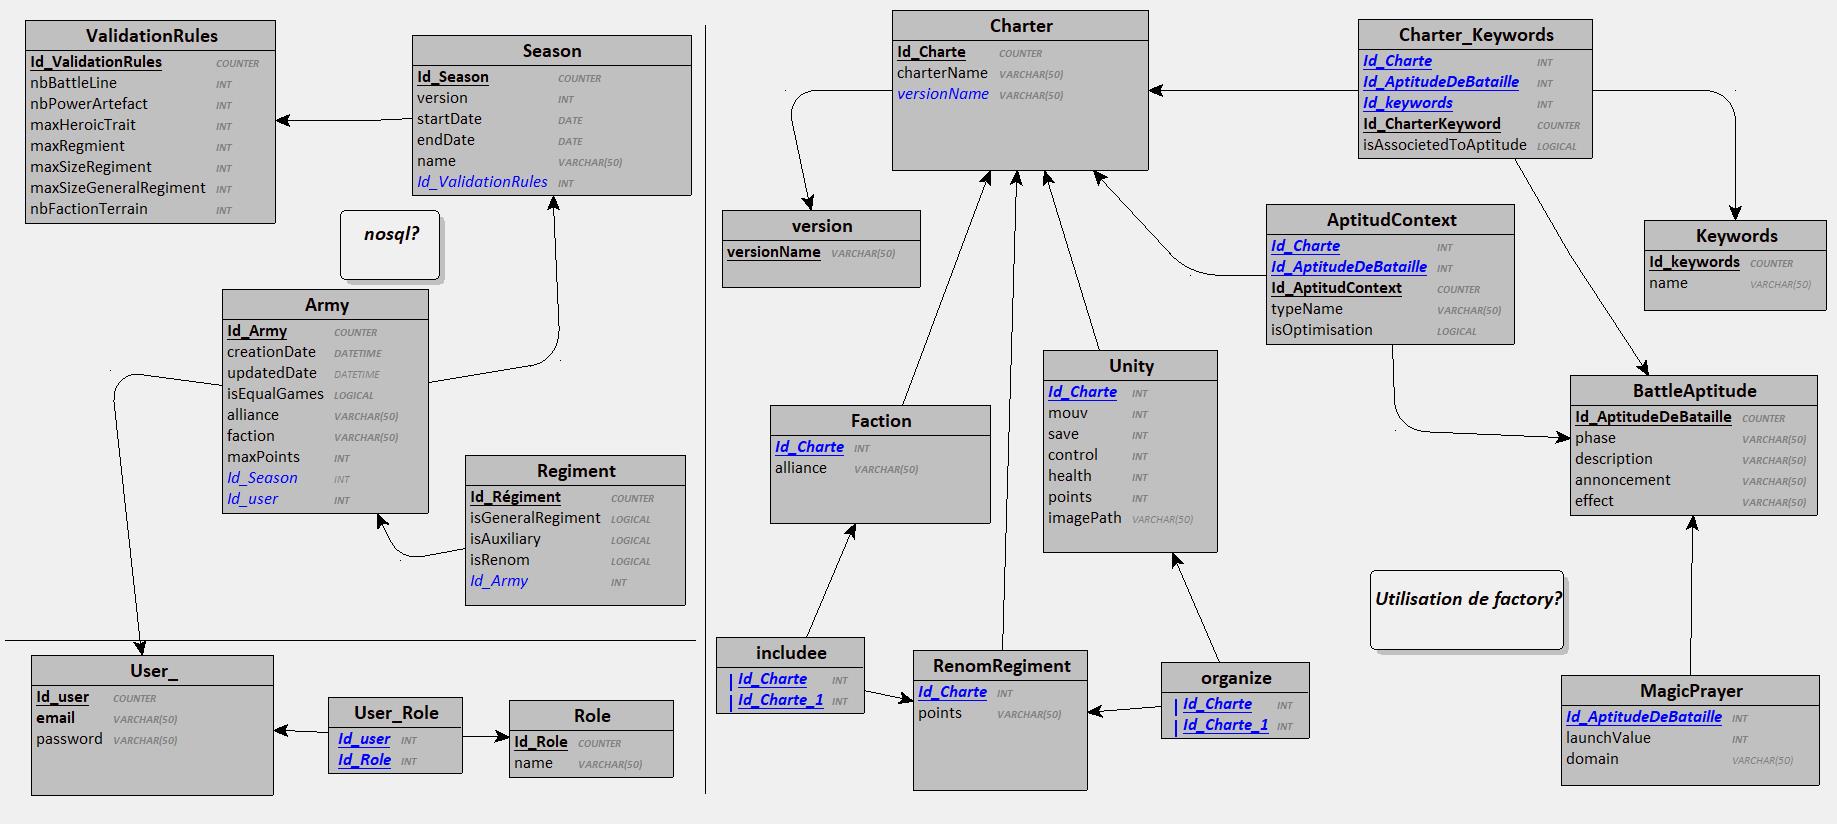 ValidationRules
Id_ValidationRules COUNTER
nbBattleLine INT
nbPowerArtefact INT
maxHeroicTrait INT
maxRegmient INT
maxSizeRegiment INT
maxSizeGeneralRegiment INT
nbFactionTerrain INT
Season
Id_Season COUNTER
version INT
startDate DATE
endDate DATE
name VARCHAR(50)
Id_ValidationRules INT
nosql?
Army
Id_Army COUNTER
creationDate DATETIME
updatedDate DATETIME
isEqualGames LOGICAL
alliance VARCHAR(50)
faction VARCHAR(50)
maxPoints INT
Id_Season INT
Id_user INT
Regiment
Id_Régiment COUNTER
isGeneralRegiment LOGICAL
isAuxiliary LOGICAL
isRenom LOGICAL
Id_Army INT
User_
Id_user COUNTER
email VARCHAR(50)
password VARCHAR(50)
User_Role
Id_user INT
Id_Role INT
Role
Id_Role COUNTER
name VARCHAR(50)
Charter
Id_Charte COUNTER
charterName VARCHAR(50)
versionName VARCHAR(50)
Charter_Keywords
Id_Charte INT
Id_AptitudeDeBataille INT
Id_keywords INT
Id_CharterKeyword COUNTER
isAssocietedToAptitude LOGICAL
version
versionName VARCHAR(50)
AptitudContext
Id_Charte INT
Id_AptitudeDeBataille INT
Id_AptitudContext COUNTER
typeName VARCHAR(50)
isOptimisation LOGICAL
Keywords
Id_keywords COUNTER
name VARCHAR(50)
Unity
Id_Charte INT
mouv INT
save INT
control INT
health INT
points INT
imagePath VARCHAR(50)
Faction
Id_Charte INT
alliance VARCHAR(50)
BattleAptitude
Id_AptitudeDeBataille COUNTER
phase VARCHAR(50)
description VARCHAR(50)
annoncement VARCHAR(50)
effect VARCHAR(50)
Utilisation de factory?
includee
Id_Charte INT
Id_Charte_1 INT
RenomRegiment
Id_Charte INT
points VARCHAR(50)
organize
Id_Charte INT
Id_Charte_1 INT
MagicPrayer
Id_AptitudeDeBataille INT
launchValue INT
domain VARCHAR(50)